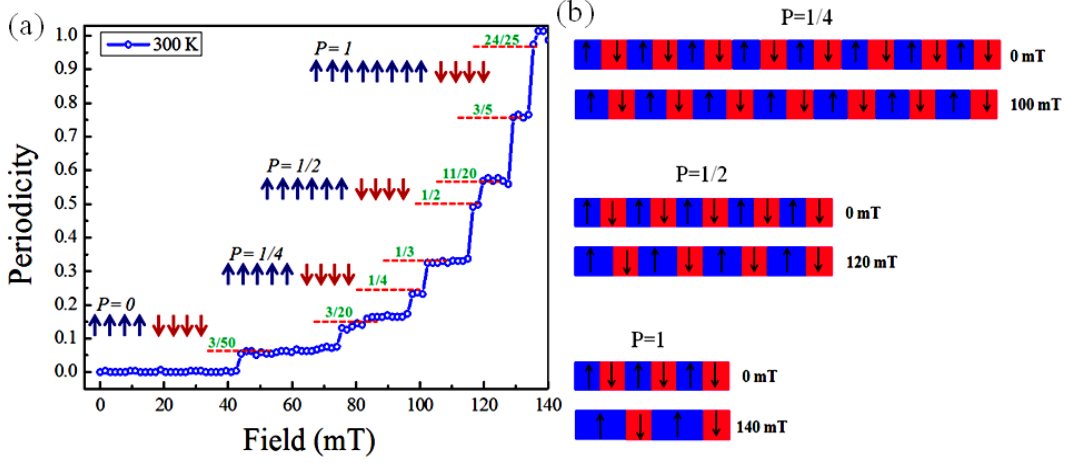 (a)
300 K
Periodicity
1.0
0.9
0.8
0.7
0.6
0.5
0.4
0.3
0.2
0.1
0.0
24/25
P = 1
3/5
11/20
P=1/2
1/2
1/3
P=1/4
1/4
3/20
P=0
3/50
0
20
40
60
80
100
120
140
Field (mT)
(b)
P=1/4
0 mT
100 mT
P=1/2
0 mT
120 mT
P=1
0 mT
140 mT